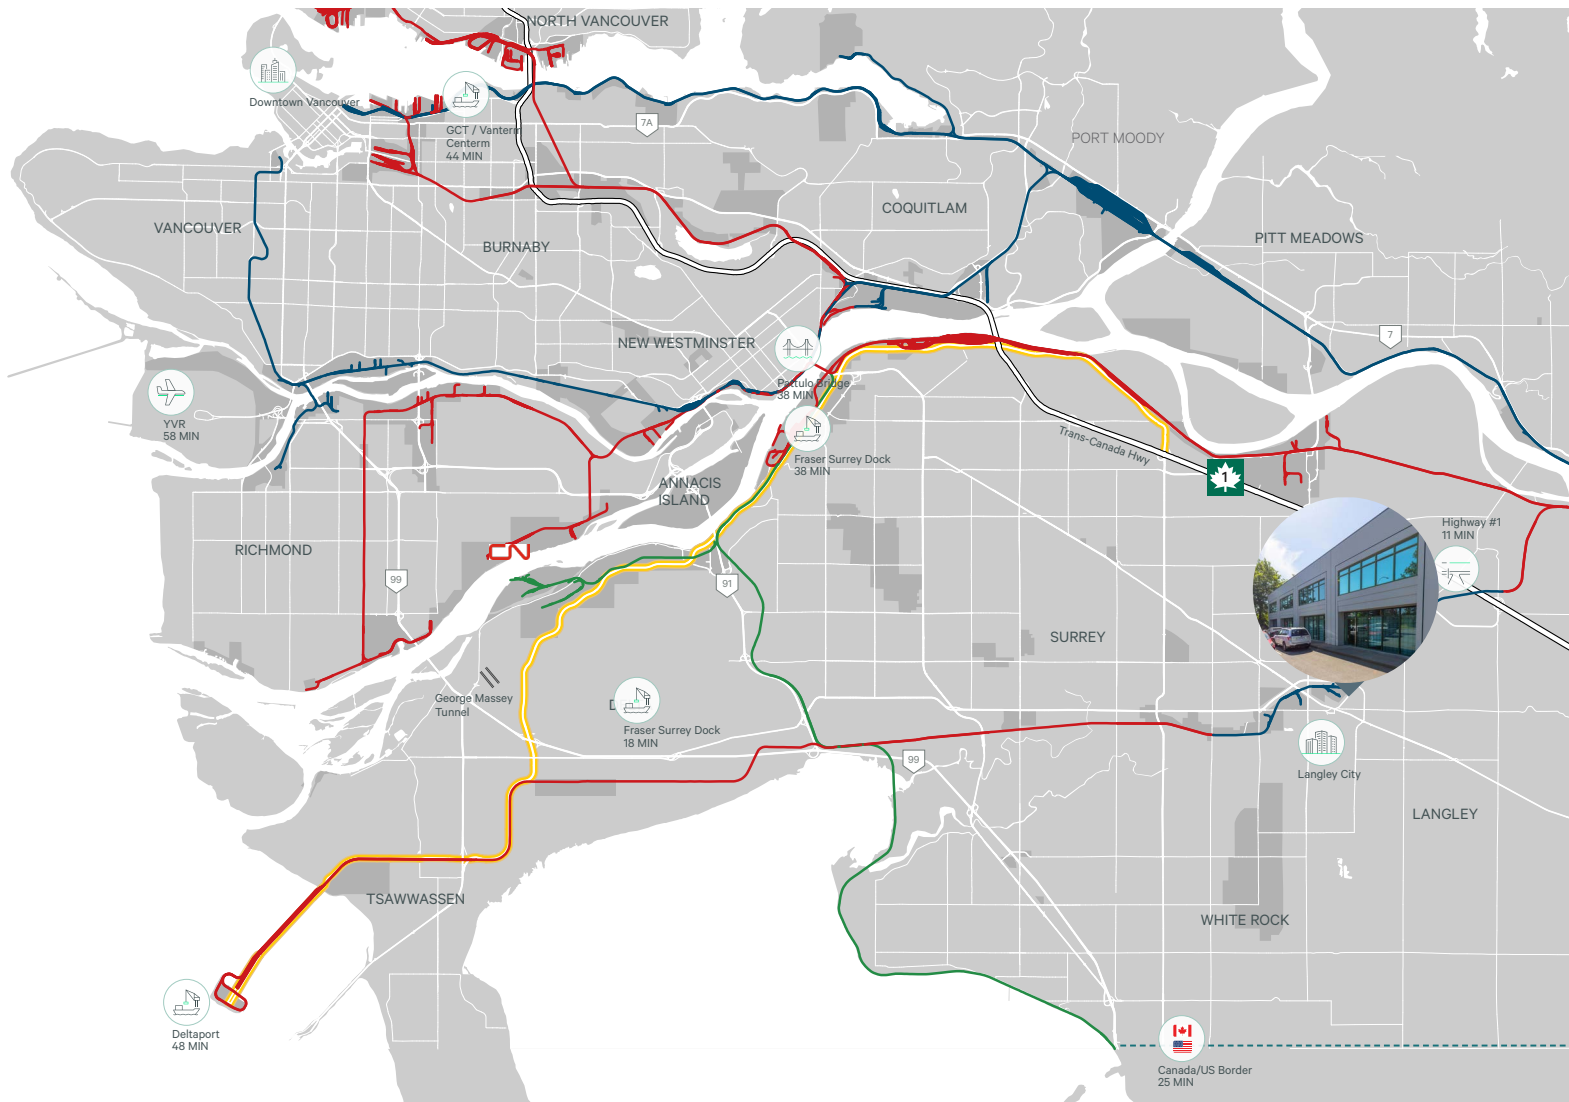 NORTH VANCOUVER
Downtown Vancouver
GCT / Vanterm
Centerm
44 MIN
7A
PORT MOODY
COQUITLAM
VANCOUVER
BURNABY
PITT MEADOWS
NEW WESTMINSTER
7
Pattulo Bridge
38 MIN
YVR
58 MIN
Fraser Surrey Dock
38 MIN
Trans-Canada Hwy
1
ANNACIS
ISLAND
Highway #1
11 MIN
RICHMOND
CN
99
91
SURREY
George Massey
Tunnel
D
Fraser Surrey Dock
18 MIN
99
Langley City
LANGLEY
TSAWWASSEN
WHITE ROCK
Deltaport
48 MIN
Canada/US Border
25 MIN